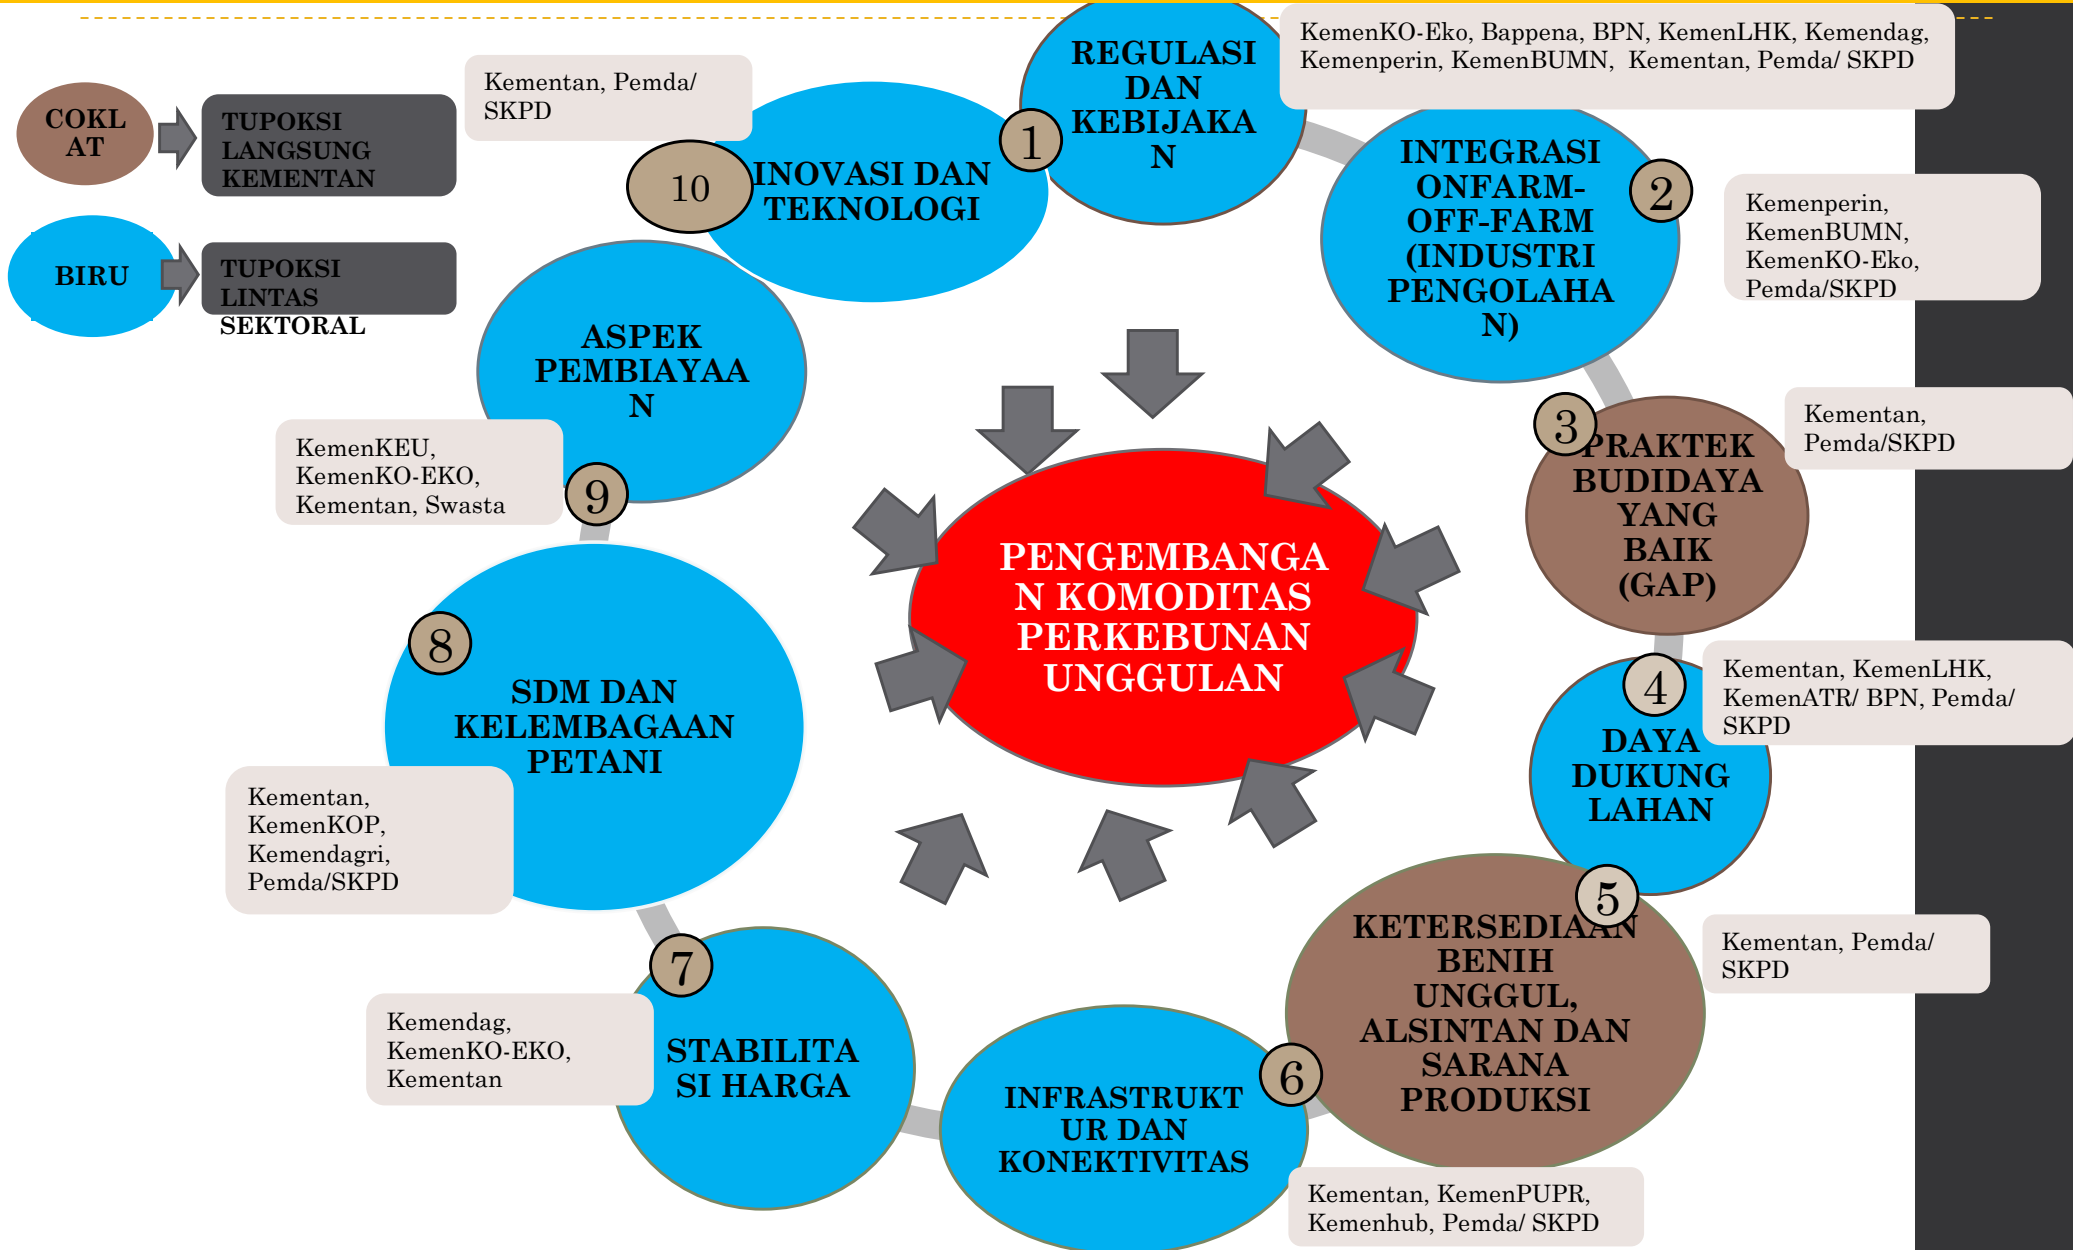 COKL
AT
TUPOKSI
LANGSUNG
KEMENTAN
BIRU
TUPOKSI
LINTAS
SEKTORAL
PENGEMBANGA
N KOMODITAS
PERKEBUNAN
UNGGULAN
1
REGULASI
DAN
KEBIJAKA
N
KemenKO-Eko, Bappena, BPN, KemenLHK, Kemendag,
Kemenperin, KemenBUMN, Kementan, Pemda/ SKPD
2
INTEGRASI
ONFARM-
OFF-FARM
(INDUSTRI
PENGOLAHA
N)
Kemenperin,
KemenBUMN,
KemenKO-Eko,
Pemda/SKPD
3
PRAKTEK
BUDIDAYA
YANG
BAIK
(GAP)
Kementan,
Pemda/SKPD
4
DAYA
DUKUNG
LAHAN
Kementan, KemenLHK,
KemenATR/ BPN, Pemda/
SKPD
5
KETERSEDIAAN
BENIH
UNGGUL,
ALSINTAN DAN
SARANA
PRODUKSI
Kementan, Pemda/
SKPD
6
INFRASTRUKT
UR DAN
KONEKTIVITAS
Kementan, KemenPUPR,
Kemenhub, Pemda/ SKPD
7
STABILITA
SI HARGA
Kemendag,
KemenKO-EKO,
Kementan
8
SDM DAN
KELEMBAGAAN
PETANI
Kementan,
KemenKOP,
Kemendagri,
Pemda/SKPD
9
ASPEK
PEMBIAYAA
N
KemenKEU,
KemenKO-EKO,
Kementan, Swasta
10
INOVASI DAN
TEKNOLOGI
Kementan, Pemda/
SKPD